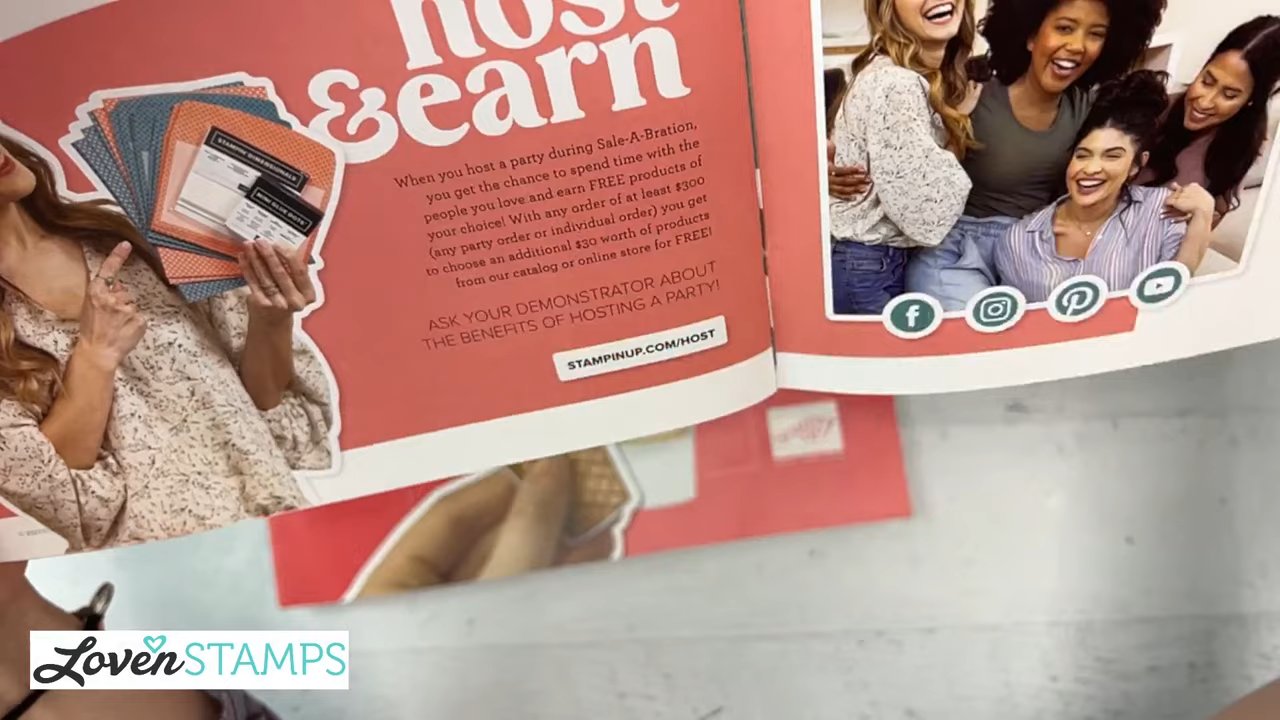 host
&earn
When you host a party during Sale-A-Bration,
you get the chance to spend time with the
people you love and earn FREE products of
your choice! With any order of at least $300
(any party order or individual order) you get
to choose an additional $30 worth of products
from our catalog or online store for FREE!
ASK YOUR DEMONSTRATOR ABOUT
THE BENEFITS OF HOSTING A PARTY!
STAMPINUP.COM/HOST
STAMPIN' DIMENSIONALS
MINI GLUE DOTS
Loven STAMPS